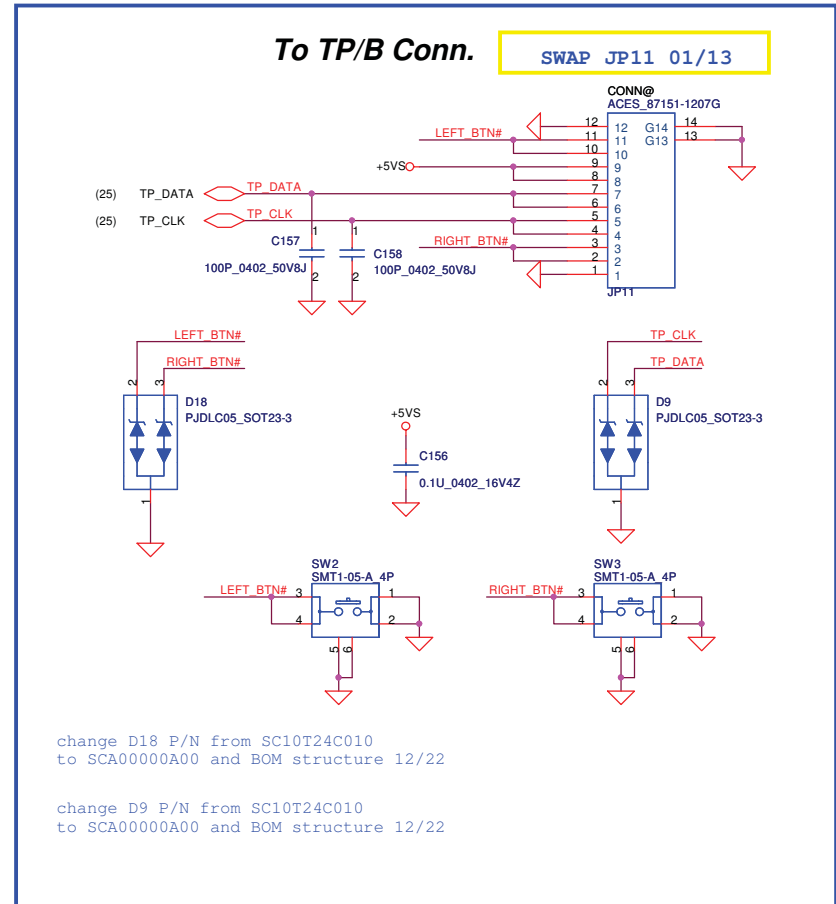 To TP/B Conn.
SWAP JP11 01/13
CONN@
ACES_87151-1207G
LEFT_BTN#
12 12 G14 14
11 11 G13 13
10 10
+5VS 9 9
8 8
(25) TP_DATA TP_DATA 7 7
6 6
(25) TP_CLK TP_CLK 5 5
4 4
RIGHT_BTN# 3 3
2 2
1 1
JP11
C157 1
100P_0402_50V8J
2
1 C158
100P_0402_50V8J
2
LEFT_BTN#
RIGHT_BTN#
2 3
D18
PJDLC05_SOT23-3
1
+5VS
C156
0.1U_0402_16V4Z
TP_CLK
TP_DATA
2 3
D9
PJDLC05_SOT23-3
1
SW2
SMT1-05-A_4P
LEFT_BTN# 3 1
4 2
5 6
SW3
SMT1-05-A_4P
RIGHT_BTN# 3 1
4 2
5 6
change D18 P/N from SC10T24C010
to SCA00000A00 and BOM structure 12/22
change D9 P/N from SC10T24C010
to SCA00000A00 and BOM structure 12/22